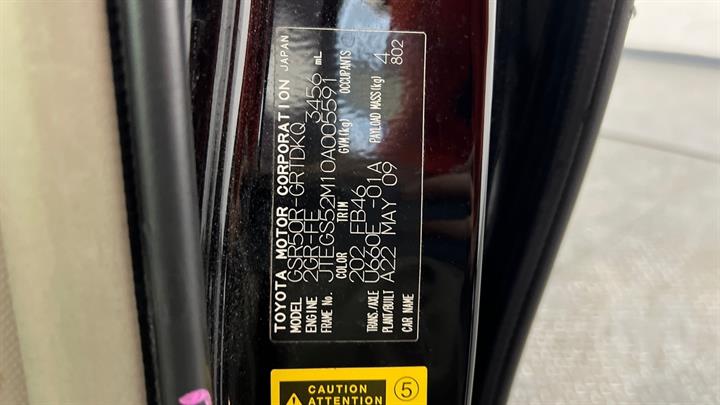 TOYOTA MOTOR CORPORATION JAPAN
MODEL GSR50R-GRTDKQ
ENGINE 2GR-FE 3456 mL
FRAME No. JTEGS52M10A005591
COLOR TRIM GVM(kg) OCCUPANTS
202 FB46 4
TRANS./AXLE U660E -01A PAYLOAD MASS(kg) 802
PLANT/BUILT A22 MAY 09
CAR NAME
CAUTION
ATTENTION
5